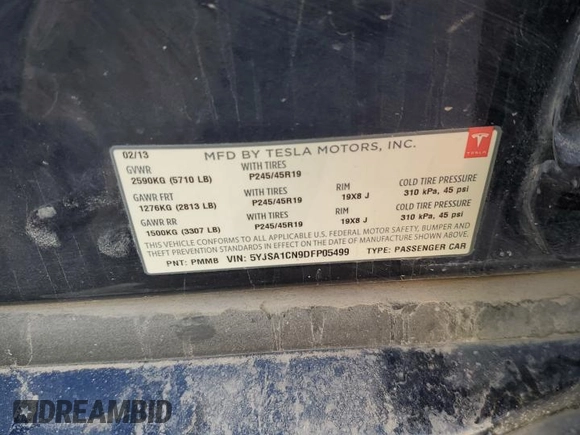 02/13 MFD BY TESLA MOTORS, INC. TESLA
GVWR WITH TIRES
2590KG (5710 LB) P245/45R19
GAWR FRT WITH TIRES RIM COLD TIRE PRESSURE
1276KG (2813 LB) P245/45R19 19X8 J 310 kPa, 45 psi
GAWR RR WITH TIRES RIM COLD TIRE PRESSURE
1500KG (3307 LB) P245/45R19 19X8 J 310 kPa, 45 psi
THIS VEHICLE CONFORMS TO ALL APPLICABLE U.S. FEDERAL MOTOR SAFETY, BUMPER AND
THEFT PREVENTION STANDARDS IN EFFECT ON THE DATE OF MANUFACTURE SHOWN ABOVE.
PNT: PMMB VIN: 5YJSA1CN9DFP05499 TYPE: PASSENGER CAR
DREAMBID